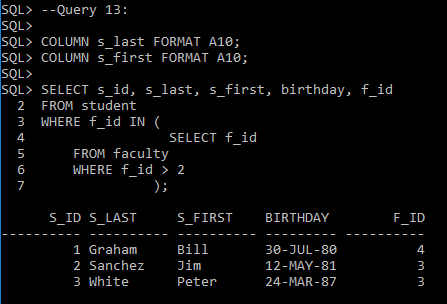 SQL> --Query 13:
SQL>
SQL> COLUMN s_last FORMAT A10;
SQL> COLUMN s_first FORMAT A10;
SQL>
SQL> SELECT s_id, s_last, s_first, birthday, f_id
  2  FROM student
  3  WHERE f_id IN (
  4                  SELECT f_id
  5      FROM faculty
  6      WHERE f_id > 2
  7                );

      S_ID S_LAST     S_FIRST    BIRTHDAY        F_ID
---------- ---------- ---------- --------- ----------
         1 Graham     Bill       30-JUL-80          4
         2 Sanchez    Jim        12-MAY-81          3
         3 White      Peter      24-MAR-87          3